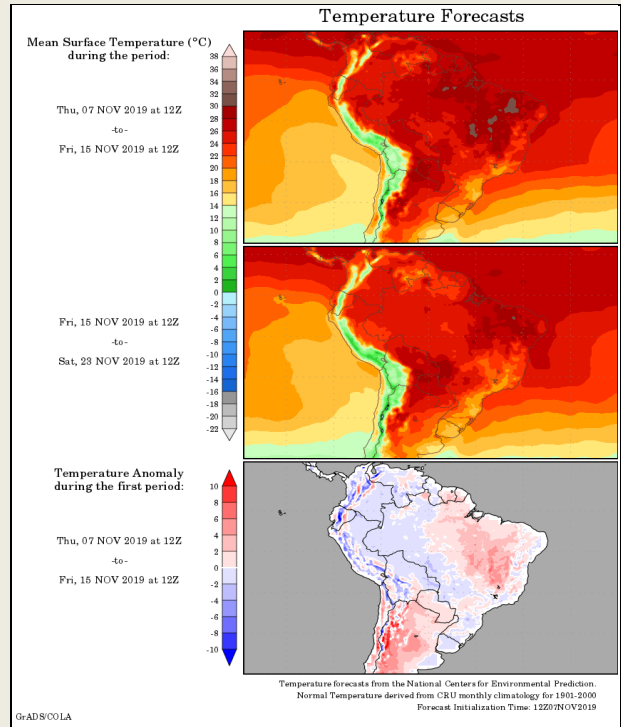 Temperature Forecasts
Mean Surface Temperature (°C)
during the period:
Thu, 07 NOV 2019 at 12Z
-to-
Fri, 15 NOV 2019 at 12Z
38
36
34
32
30
28
26
24
22
20
18
16
14
12
10
8
6
4
2
0
-2
-4
-6
-8
-10
-12
-14
-16
-18
-20
-22
Fri, 15 NOV 2019 at 12Z
-to-
Sat, 23 NOV 2019 at 12Z
Temperature Anomaly
during the first period:
Thu, 07 NOV 2019 at 12Z
-to-
Fri, 15 NOV 2019 at 12Z
10
8
6
4
2
0
-2
-4
-6
-8
-10
Temperature forecasts from the National Centers for Environmental Prediction.
Normal Temperature derived from CRU monthly climatology for 1901-2000
Forecast Initialization Time: 12Z07NOV2019
GrADS/COLA